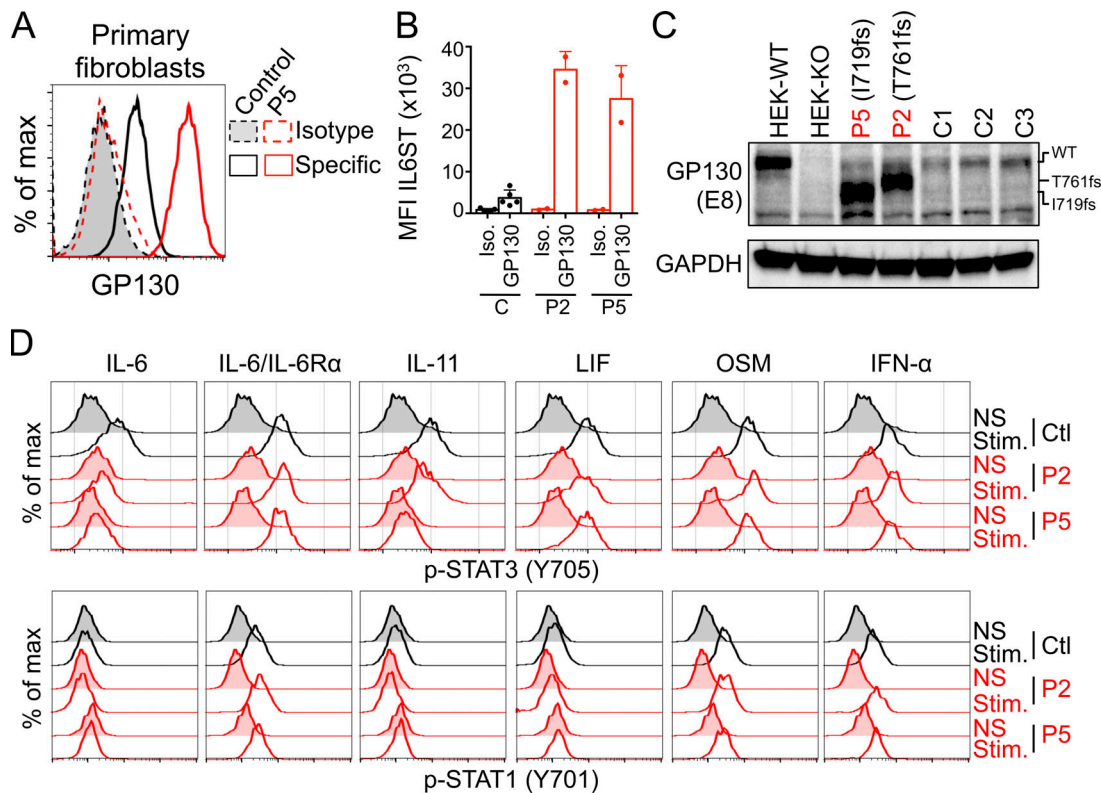 A
Primary
fibroblasts
% of max
GP130
Control
P5
Isotype
Specific
B
MFI IL6ST (x10³)
40
30
20
10
0
Iso.
GP130
Iso.
GP130
Iso.
GP130
C
P2
P5
C
HEK-WT
HEK-KO
P5 (I719fs)
P2 (T761fs)
C1
C2
C3
GP130
(E8)
WT
T761fs
I719fs
GAPDH
D
IL-6
IL-6/IL-6Rα
IL-11
LIF
OSM
IFN-α
% of max
NS
Stim.
Ctl
NS
Stim.
P2
NS
Stim.
P5
p-STAT3 (Y705)
% of max
NS
Stim.
Ctl
NS
Stim.
P2
NS
Stim.
P5
p-STAT1 (Y701)